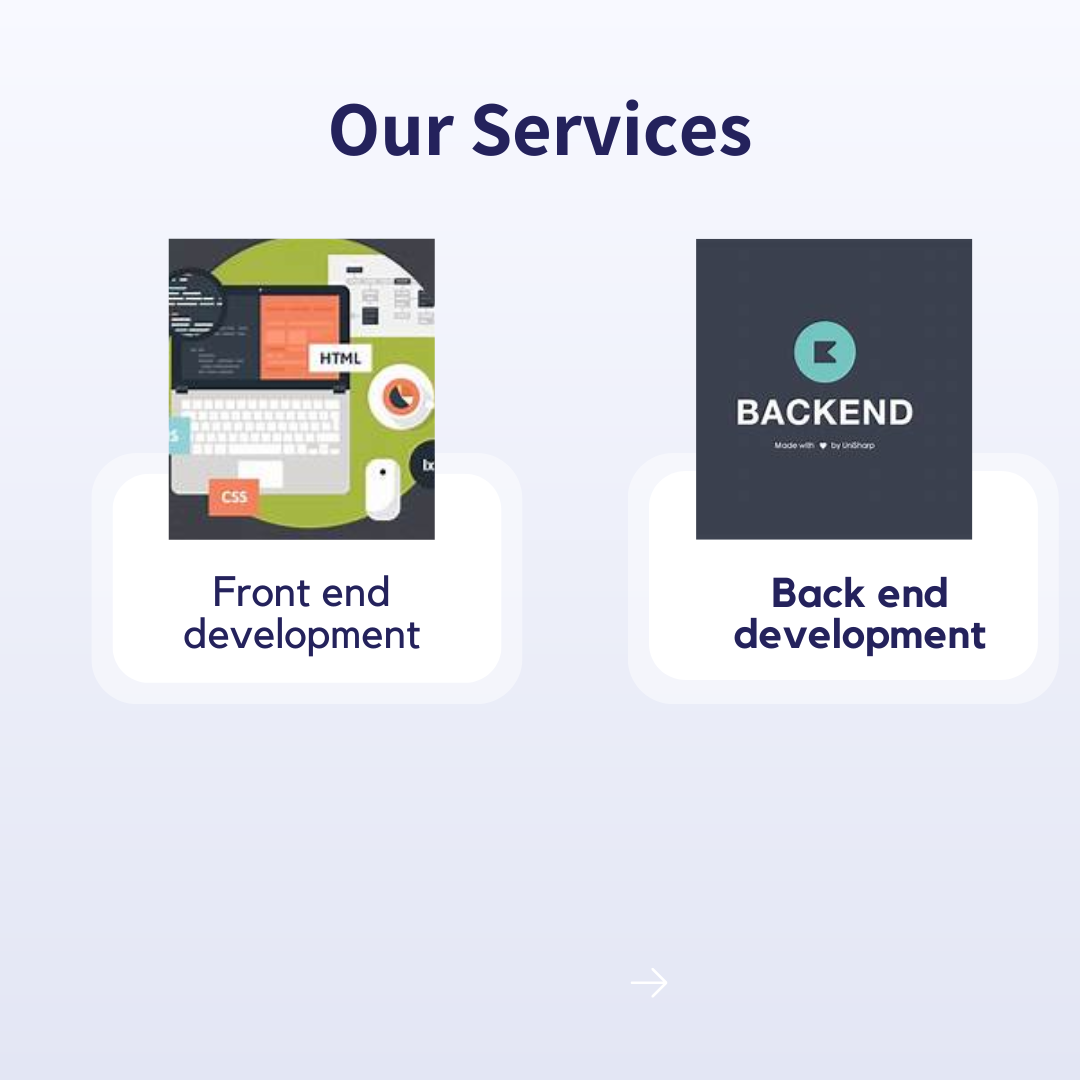 Our Services
HTML
S
CSS
BACKEND
Made with ♥ by UniSharp
Front end
development
Back end
development